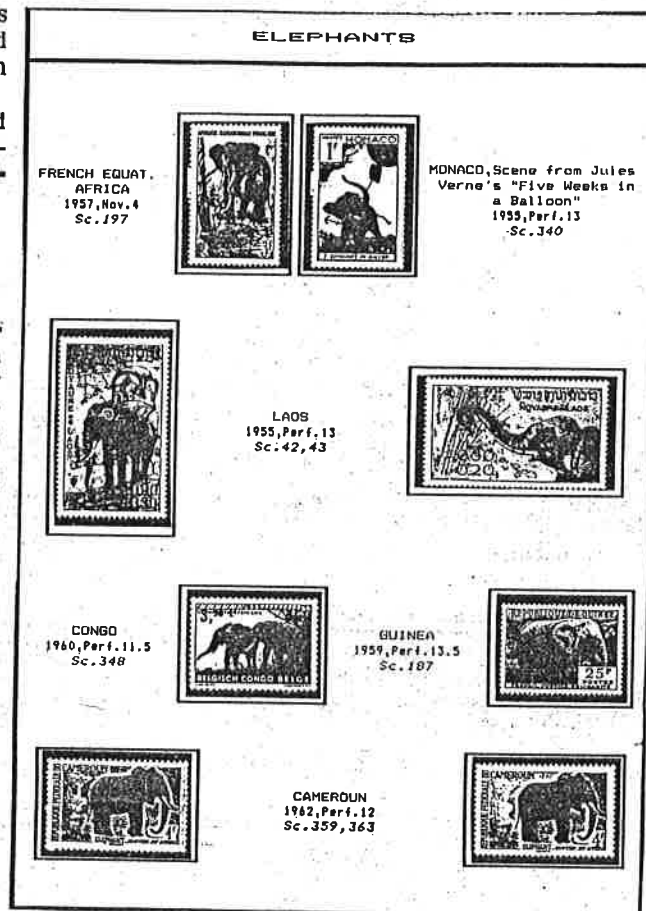 s
d
n
d
ELEPHANTS
FRENCH EQUAT.
AFRICA
1957,Nov.4
Sc.197
MONACO
MONACO,Scene from Jules
Verne's "Five Weeks in
a Balloon"
1955,Perf.13
Sc.340
LAOS
1955,Perf.13
Sc.42,43
CONGO
1960,Perf.11.5
Sc.348
BELGISCH CONGO BELGE
GUINEA
1959,Perf.13.5
Sc.187
25F
POSTES
CAMEROUN
CAMEROUN
1962,Perf.12
Sc.359,363
CAMEROUN